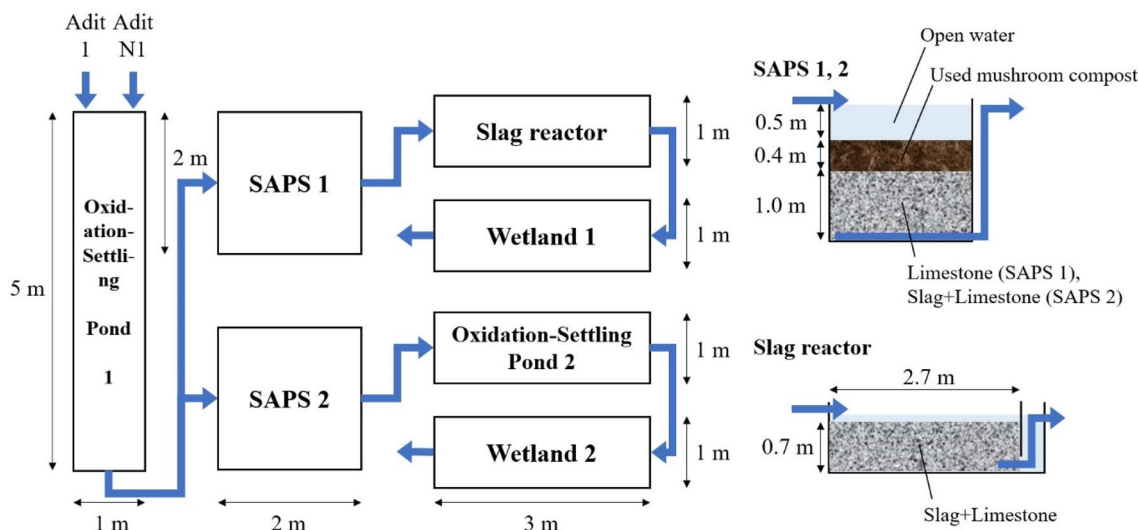 Adit
1
Adit
N1
5 m
Oxid-
ation-
Settli-
ng
Pond
1
1 m
2 m
SAPS 1
SAPS 2
2 m
Slag reactor
1 m
Wetland 1
1 m
Oxidation-Settling
Pond 2
1 m
Wetland 2
1 m
3 m
SAPS 1, 2
Open water
Used mushroom compost
0.5 m
0.4 m
1.0 m
Limestone (SAPS 1),
Slag+Limestone (SAPS 2)
Slag reactor
2.7 m
0.7 m
Slag+Limestone